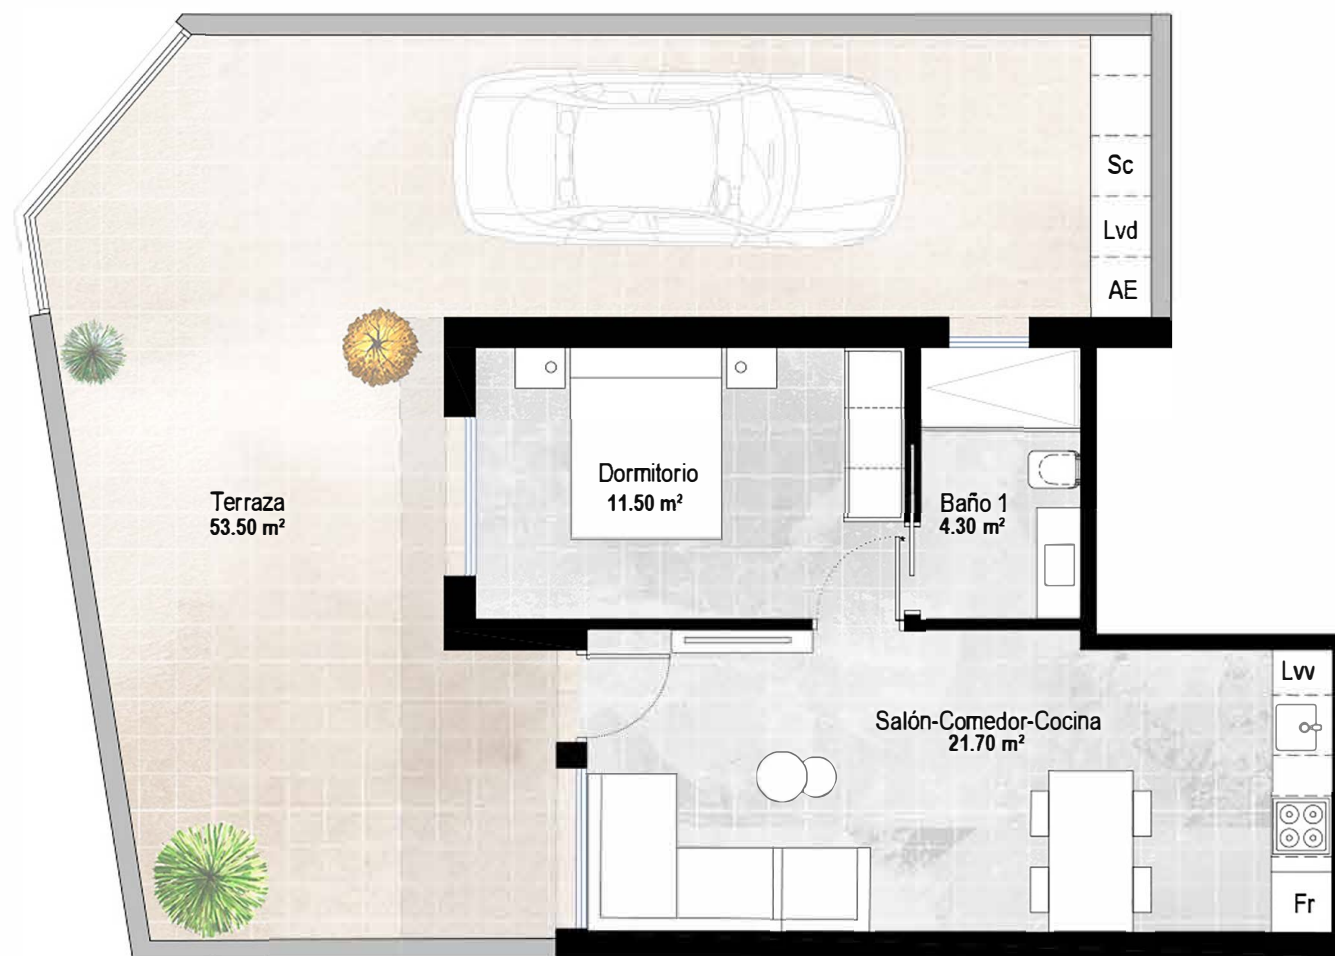 Sc
Lvd
AE
Dormitorio
11.50 m²
Terraza
53.50 m²
Baño 1
4.30 m²
Lvv
Salón-Comedor-Cocina
21.70 m²
Fr